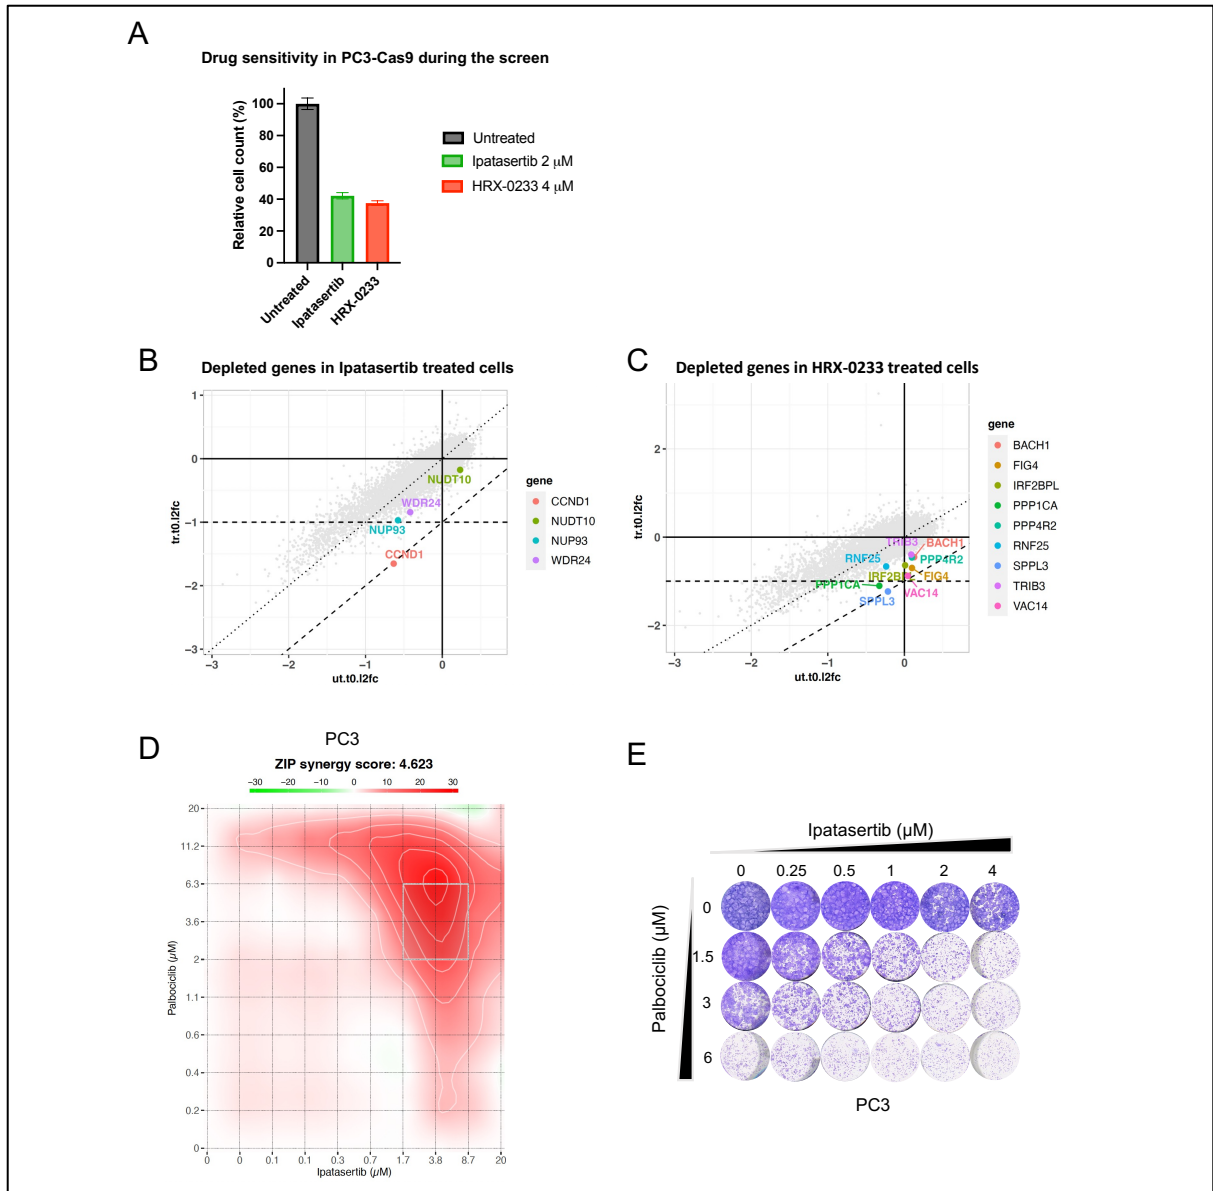 A
Drug sensitivity in PC3-Cas9 during the screen
Relative cell count (%)
100
80
60
40
20
0
Untreated
Ipatasertib
HRX-0233
Untreated
Ipatasertib 2 μM
HRX-0233 4 μM
B
Depleted genes in Ipatasertib treated cells
tr.t0.l2fc
1
0
−1
−2
−3
NUDT10
WDR24
NUP93
CCND1
−3
−2
−1
0
ut.t0.l2fc
gene
CCND1
NUDT10
NUP93
WDR24
C
Depleted genes in HRX-0233 treated cells
tr.t0.l2fc
2
0
−1
−2
TRIB3
BACH1
RNF25
PPP4R2
IRF2BPL
FIG4
PPP1CA
VAC14
SPPL3
−3
−2
−1
0
ut.t0.l2fc
gene
BACH1
FIG4
IRF2BPL
PPP1CA
PPP4R2
RNF25
SPPL3
TRIB3
VAC14
D
PC3
ZIP synergy score: 4.623
−30 −20 −10 0 10 20 30
Palbociclib (μM)
20
11.2
6.3
3.6
2
1.1
0.6
0.4
0.2
0
0 0 0.1 0.1 0.3 0.7 1.7 3.8 8.7 20
Ipatasertib (μM)
E
Ipatasertib (μM)
0 0.25 0.5 1 2 4
Palbociclib (μM)
0
1.5
3
6
PC3